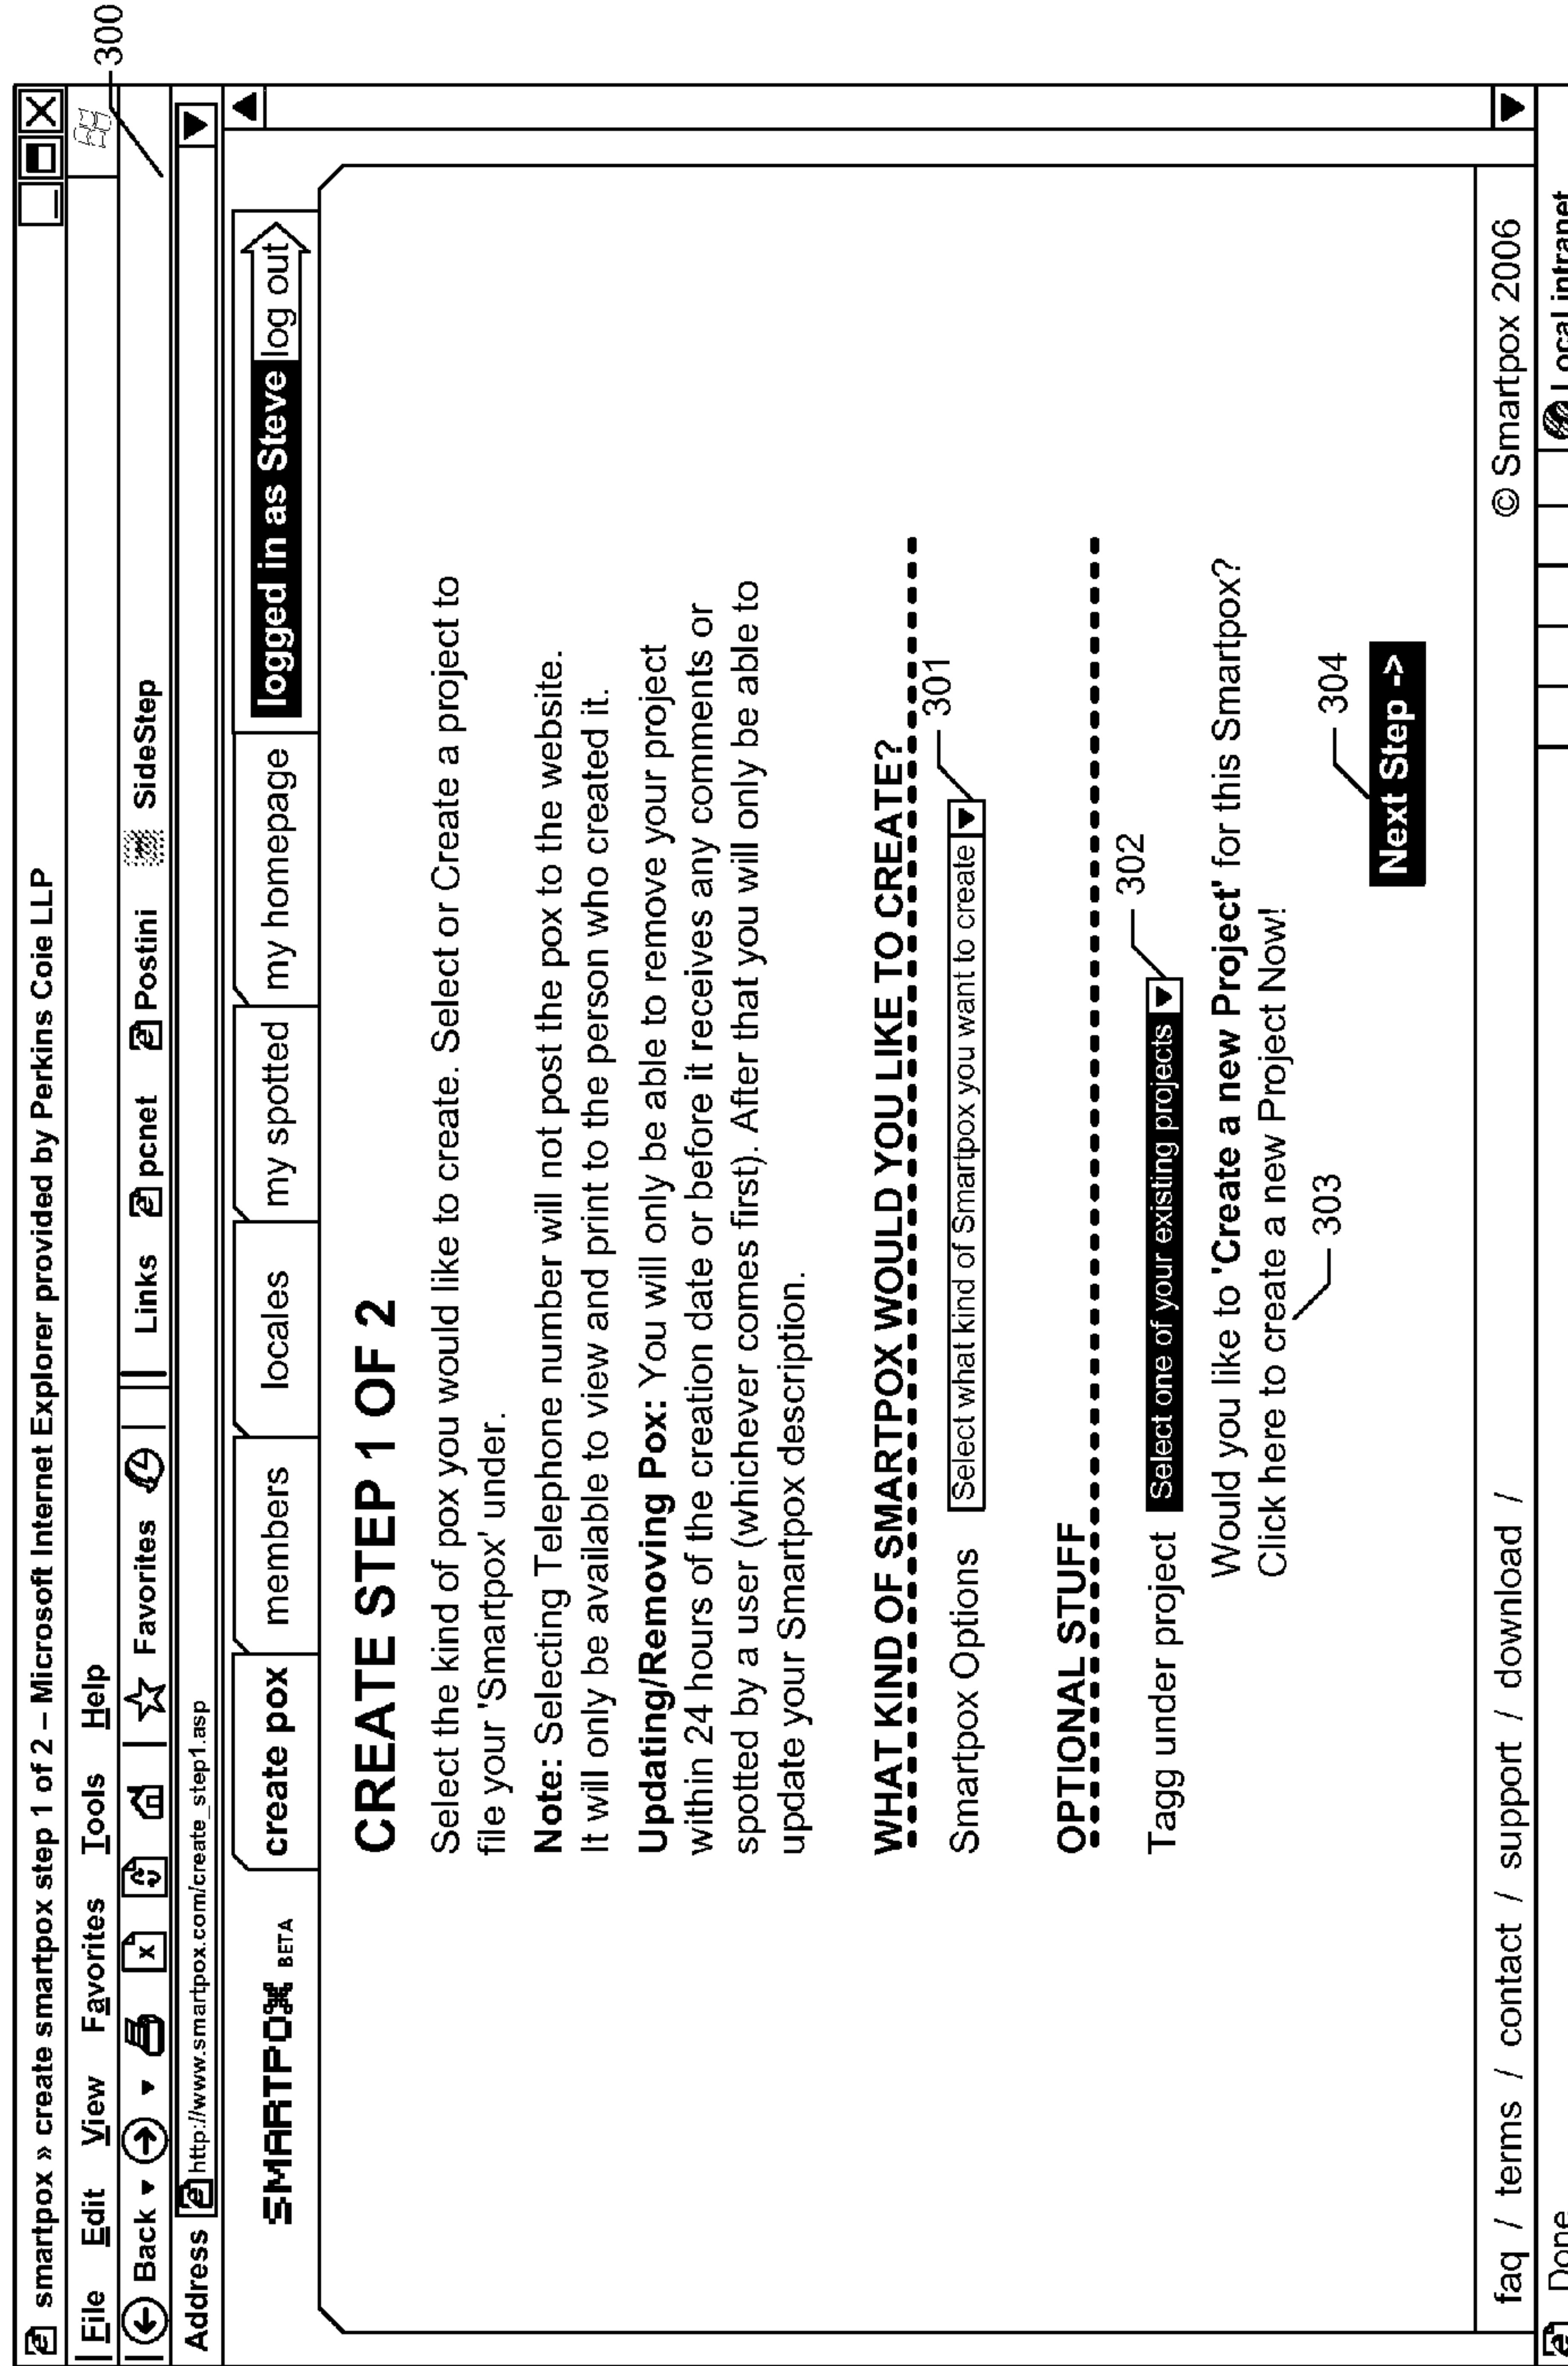 smartpox » create smartpox step 1 of 2 – Microsoft Internet Explorer provided by Perkins Coie LLP
300
File Edit View Favorites Tools Help
Back Favorites Links pcnet Postini SideStep
Address http://www.smartpox.com/create_step1.asp
SMARTPOX BETA create pox members locales my spotted my homepage logged in as Steve log out
CREATE STEP 1 OF 2
Select the kind of pox you would like to create. Select or Create a project to
file your 'Smartpox' under.
Note: Selecting Telephone number will not post the pox to the website.
It will only be available to view and print to the person who created it.
Updating/Removing Pox: You will only be able to remove your project
within 24 hours of the creation date or before it receives any comments or
spotted by a user (whichever comes first). After that you will only be able to
update your Smartpox description.
WHAT KIND OF SMARTPOX WOULD YOU LIKE TO CREATE?
301
Smartpox Options Select what kind of Smartpox you want to create
OPTIONAL STUFF
302
Tagg under project Select one of your existing projects
Would you like to 'Create a new Project' for this Smartpox?
Click here to create a new Project Now!
303
304
Next Step ->
faq / terms / contact / support / download / © Smartpox 2006
Done Local intranet